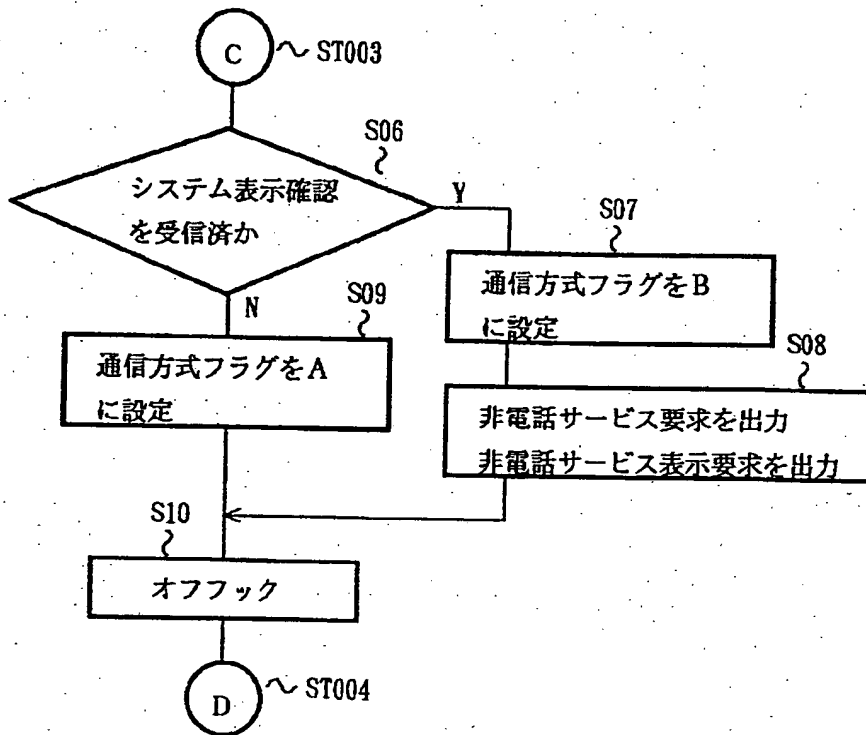 C
ST003
S06
システム表示確認
を受信済か
Y
N
S07
通信方式フラグをB
に設定
S09
通信方式フラグをA
に設定
S08
非電話サービス要求を出力
非電話サービス表示要求を出力
S10
オフフック
D
ST004